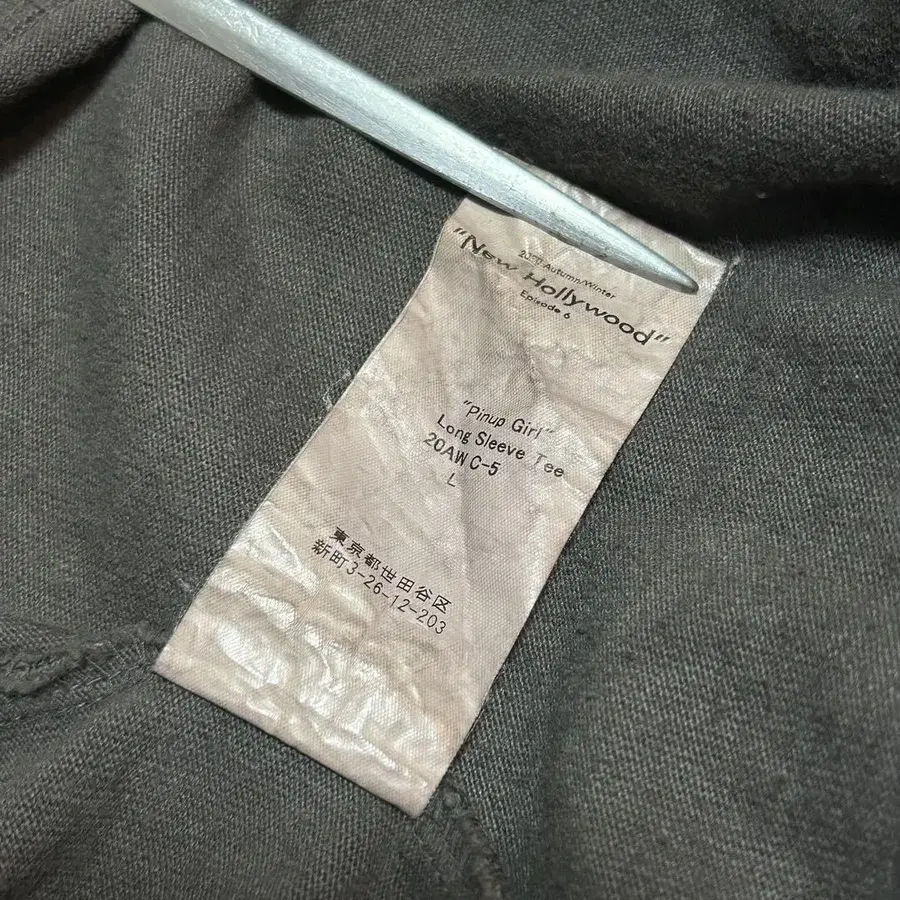 2020 Autumn/Winter
"New Hollywood"
Episode 6
"Pinup Girl"
Long Sleeve Tee
20AW C-5
L
東京都世田谷区
新町3-26-12-203